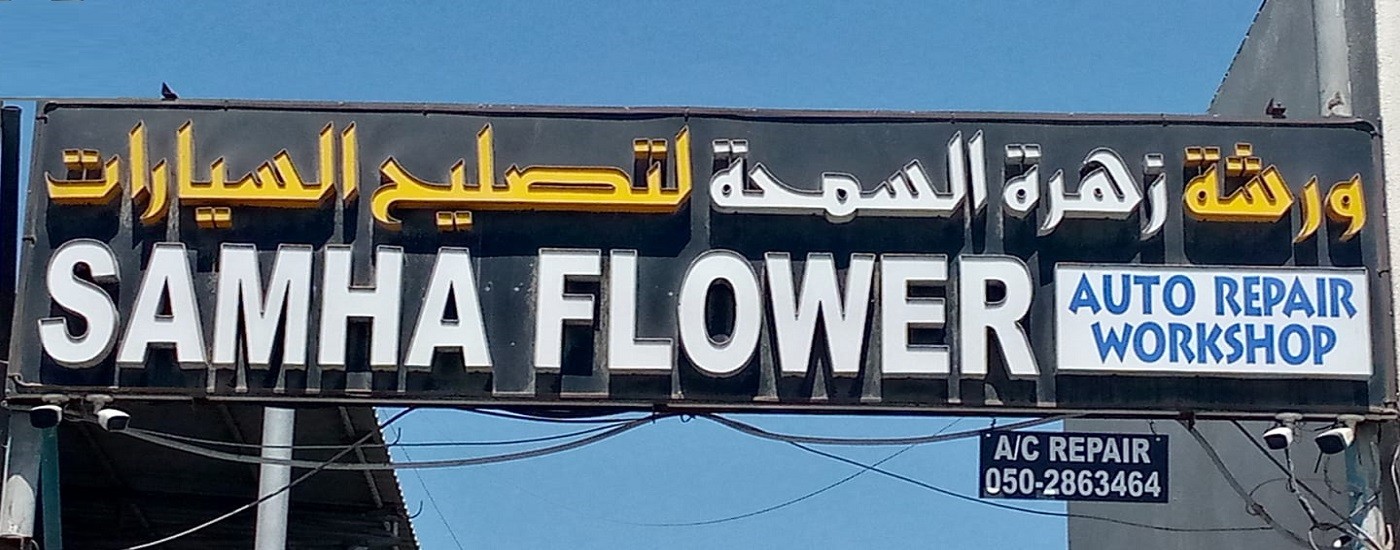 ورشة زهرة السمحة لتصليح السيارات
SAMHA FLOWER
AUTO REPAIR
WORKSHOP
A/C REPAIR
050-2863464